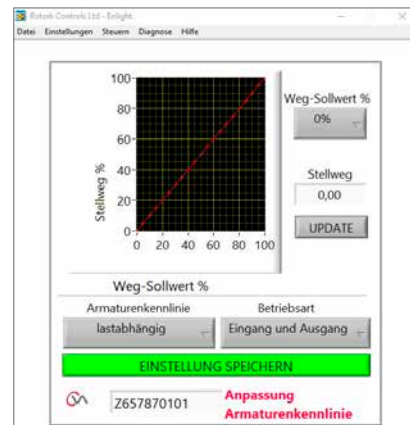 Rotork Controls Ltd - Enlight
Datei Einstellungen Steuern Diagnose Hilfe
100
80
60
40
20
0
Stellweg %
0 20 40 60 80 100
Weg-Sollwert %
Weg-Sollwert %
0%
Stellweg
0,00
UPDATE
Armaturenkennlinie
lastabhängig
Betriebsart
Eingang und Ausgang
EINSTELLUNG SPEICHERN
Z657870101
Anpassung
Armaturenkennlinie